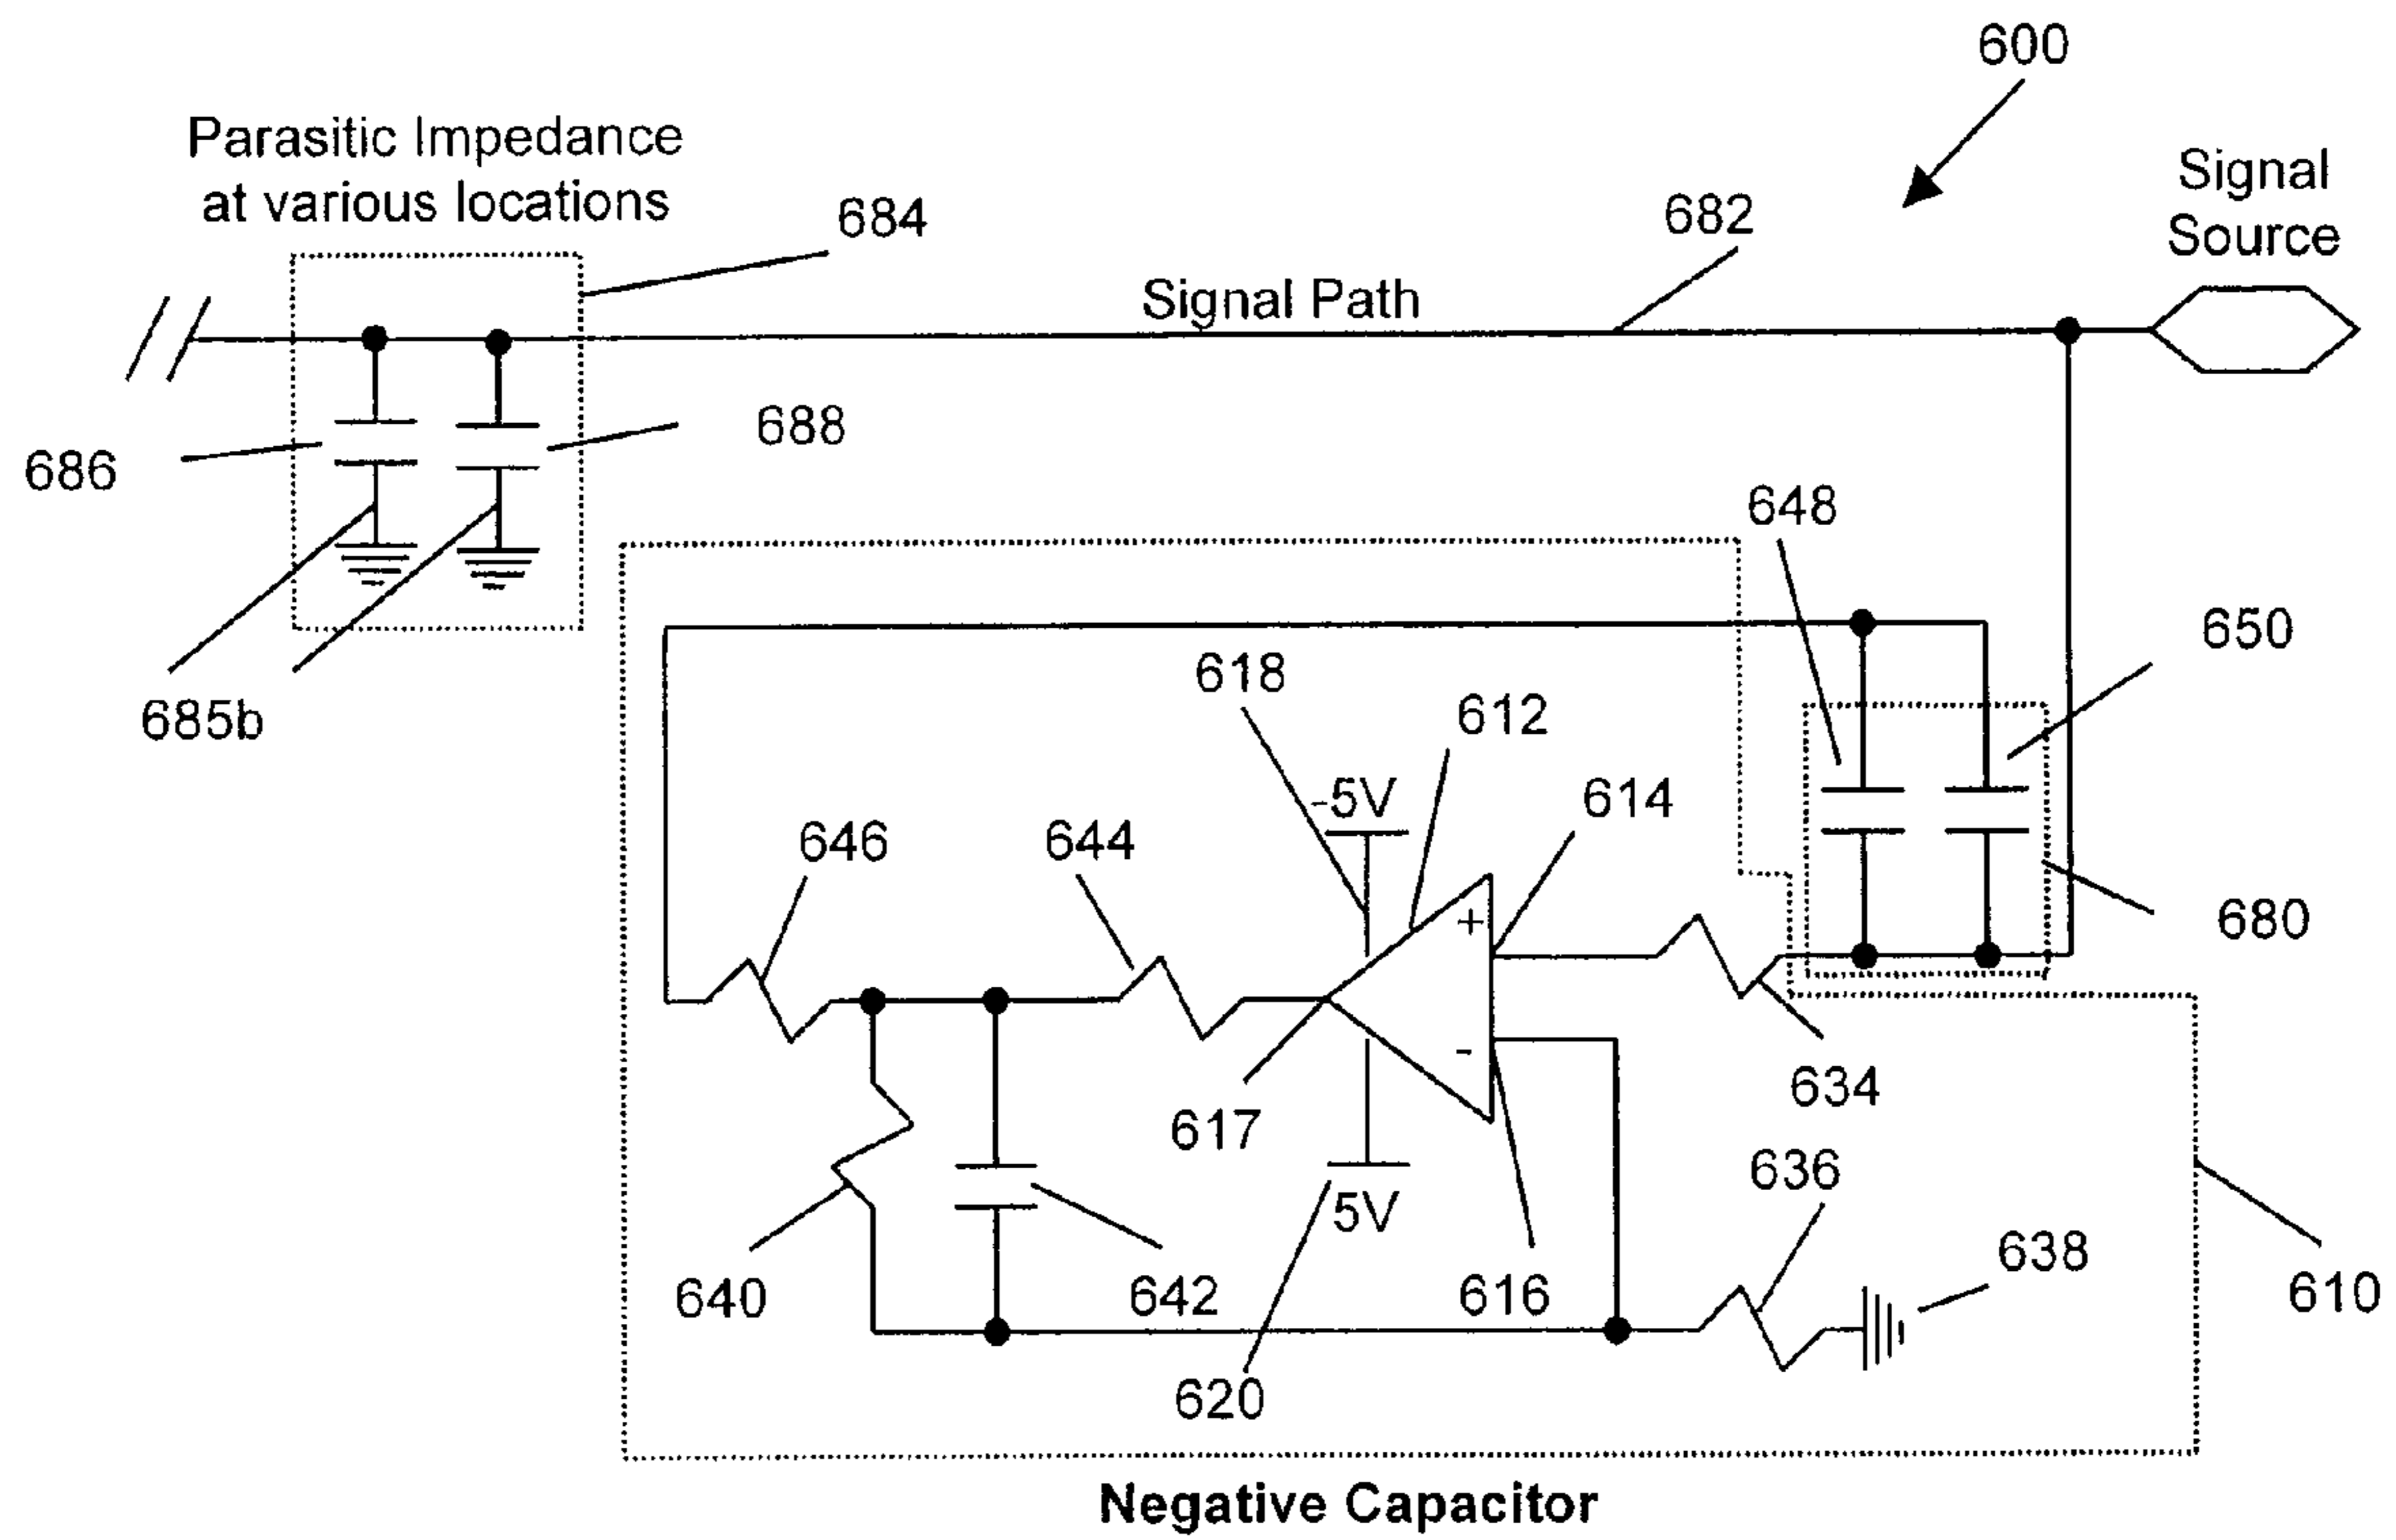 600
Parasitic Impedance
at various locations
684
682
Signal
Source
Signal Path
688
686
648
650
618
685b
612
-5V
614
646
644
+
680
-
634
617
636
5V
638
640
642
616
610
620
Negative Capacitor